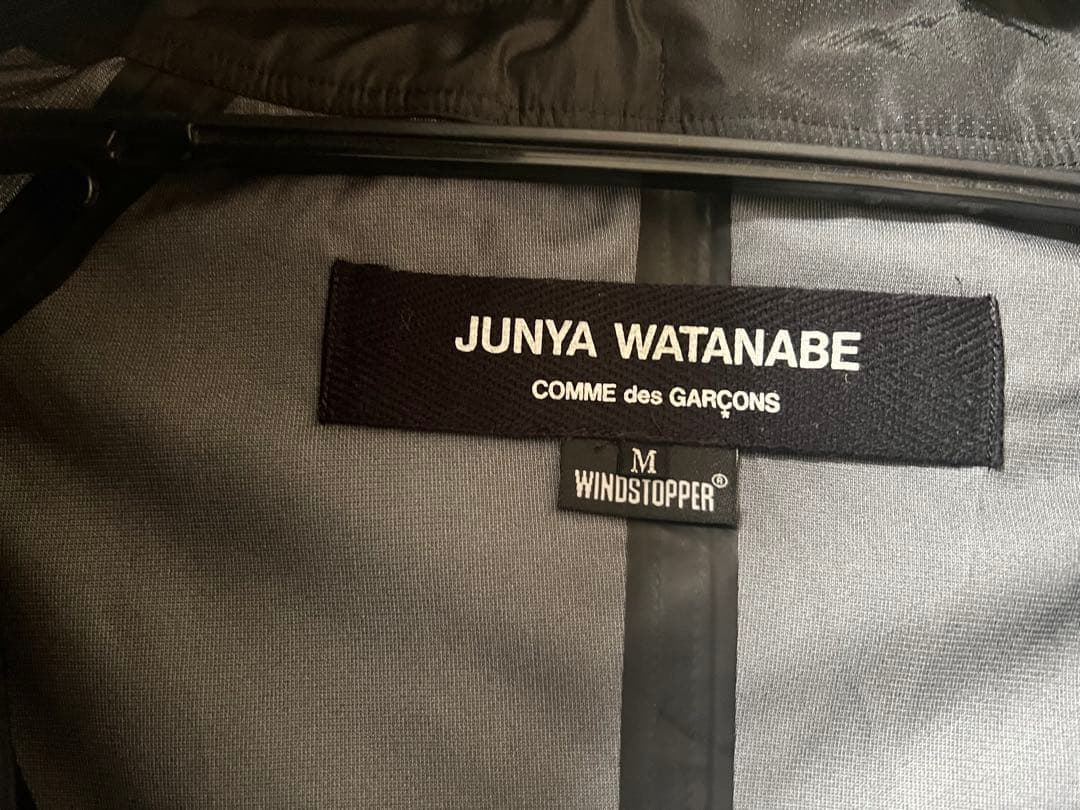 JUNYA WATANABE
COMME des GARÇONS
*
M
WINDSTOPPER®